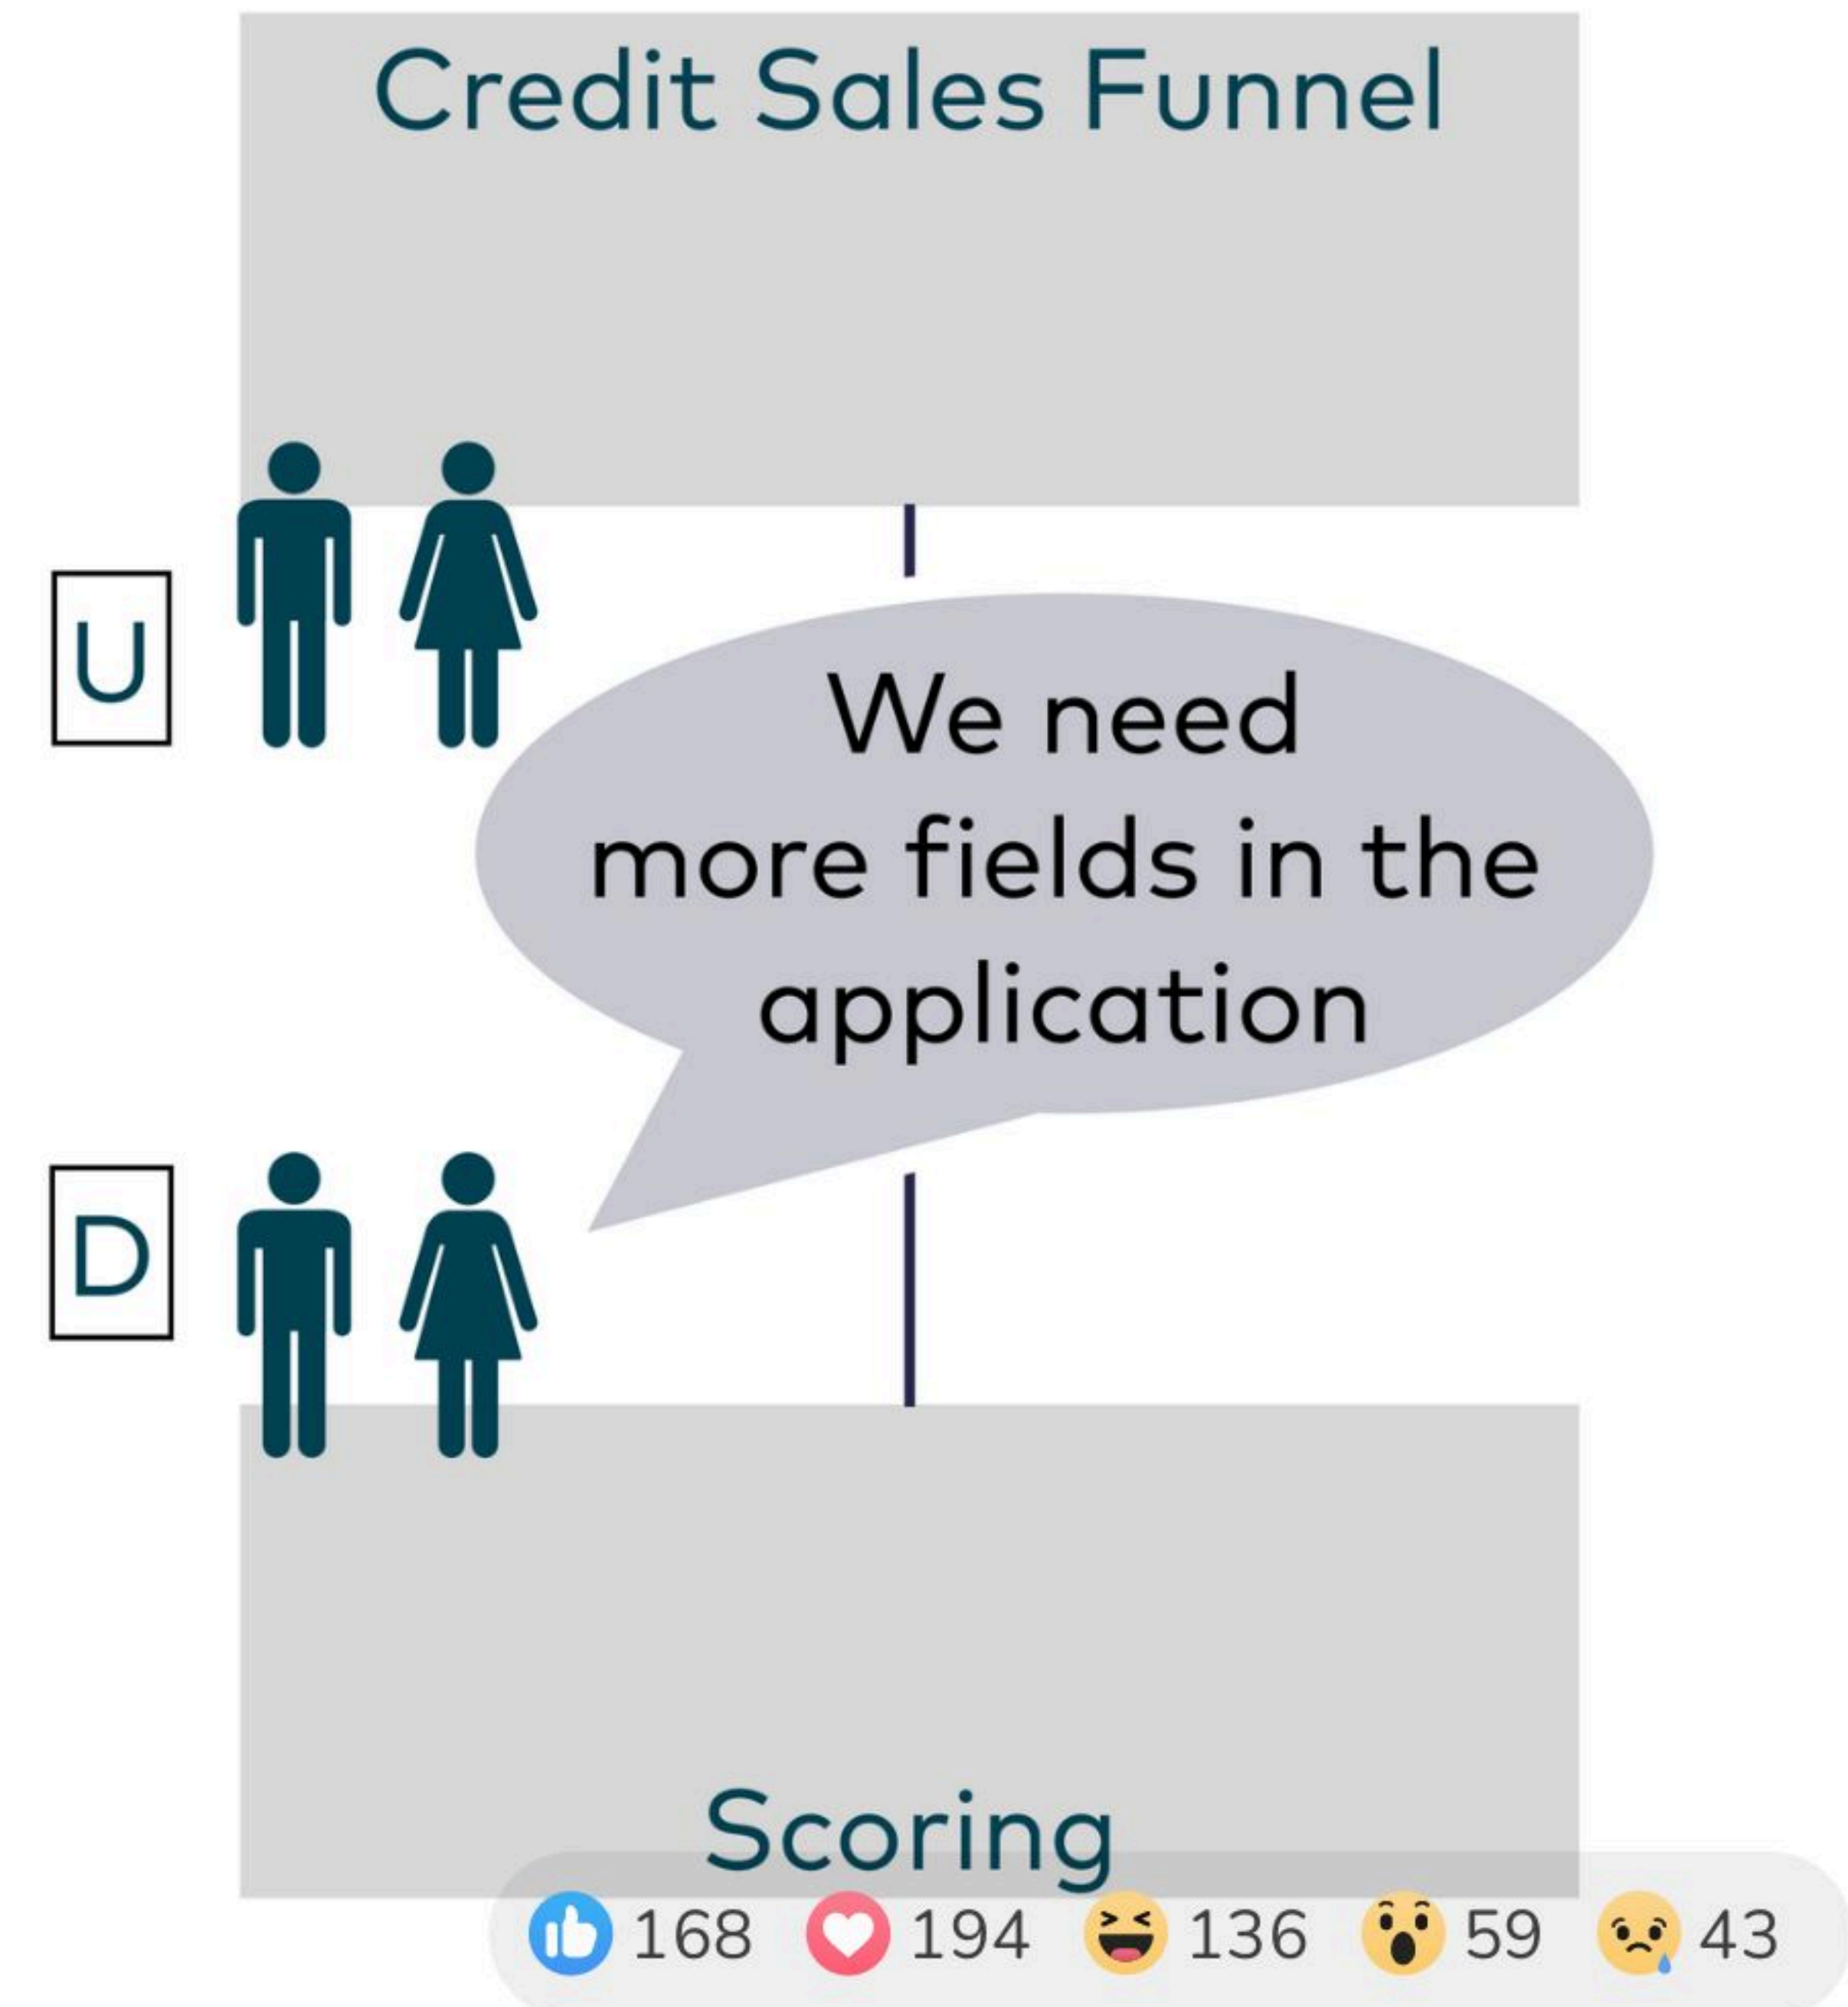 Credit Sales Funnel
U
We need
more fields in the
application
D
Scoring
168 194 136 59 43